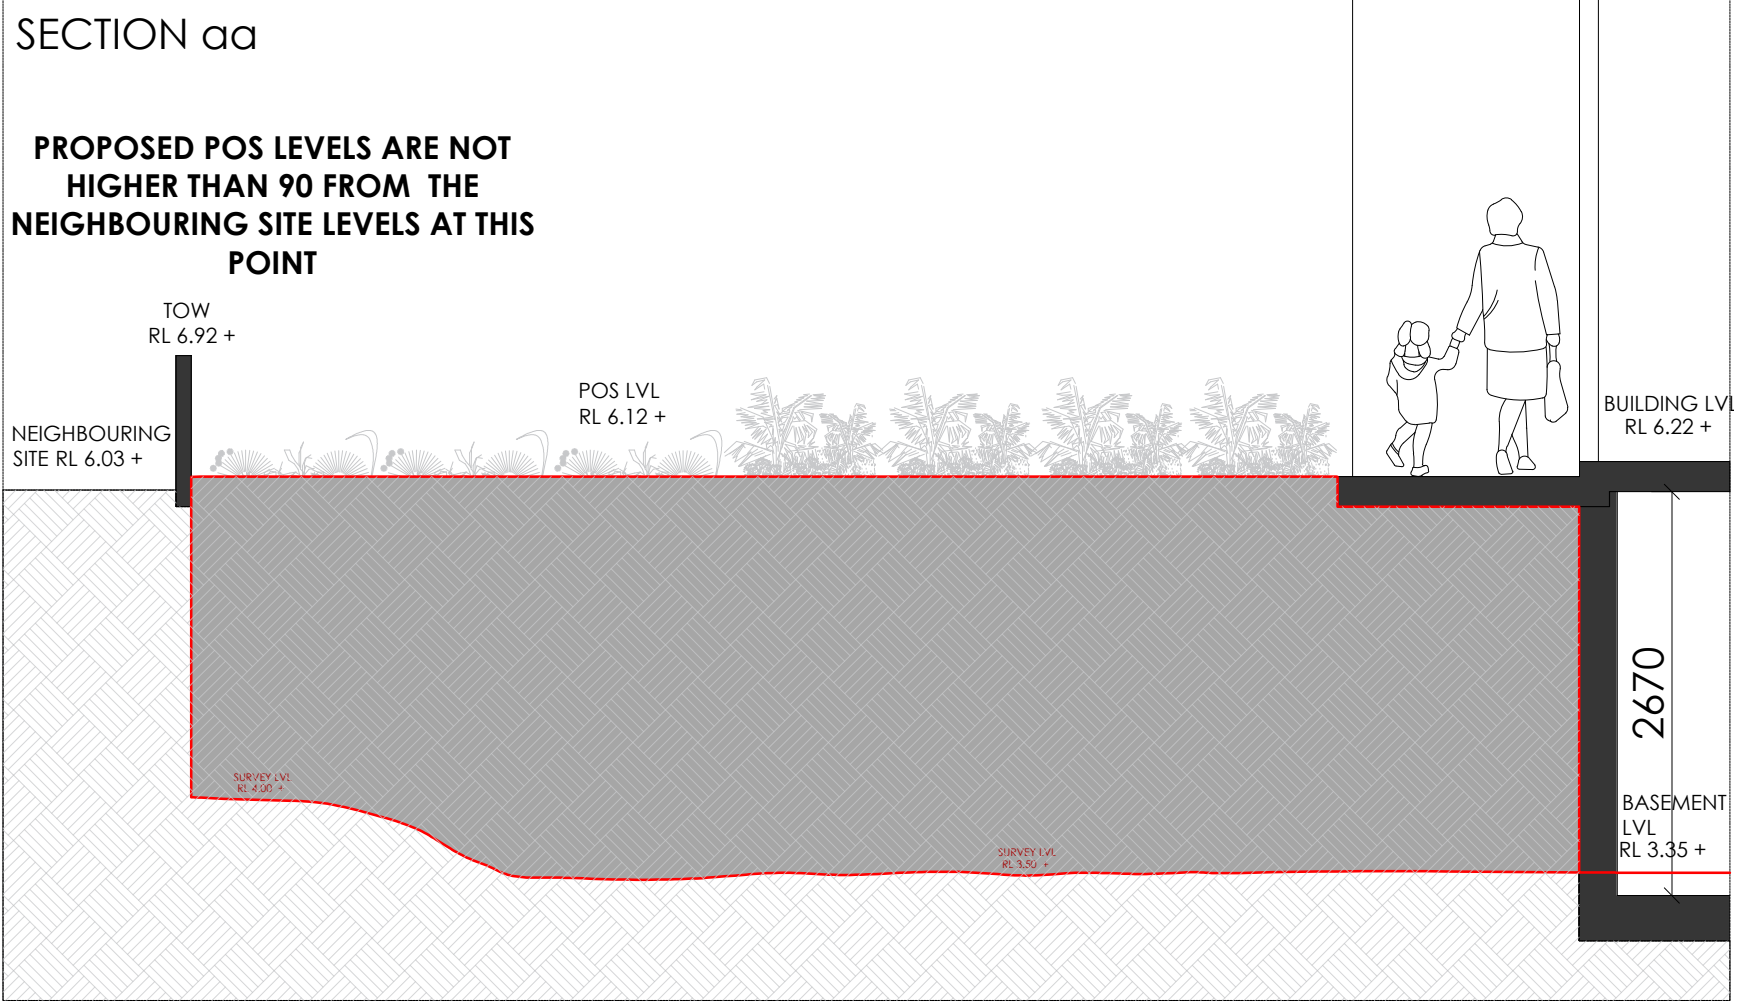 SECTION aa
PROPOSED POS LEVELS ARE NOT
HIGHER THAN 90 FROM THE
NEIGHBOURING SITE LEVELS AT THIS
POINT
TOW
RL 6.92 +
POS LVL
RL 6.12 +
NEIGHBOURING
SITE RL 6.03 +
BUILDING LVL
RL 6.22 +
2670
SURVEY LVL
RL 4.00 +
SURVEY LVL
RL 3.50 +
BASEMENT
LVL
RL 3.35 +